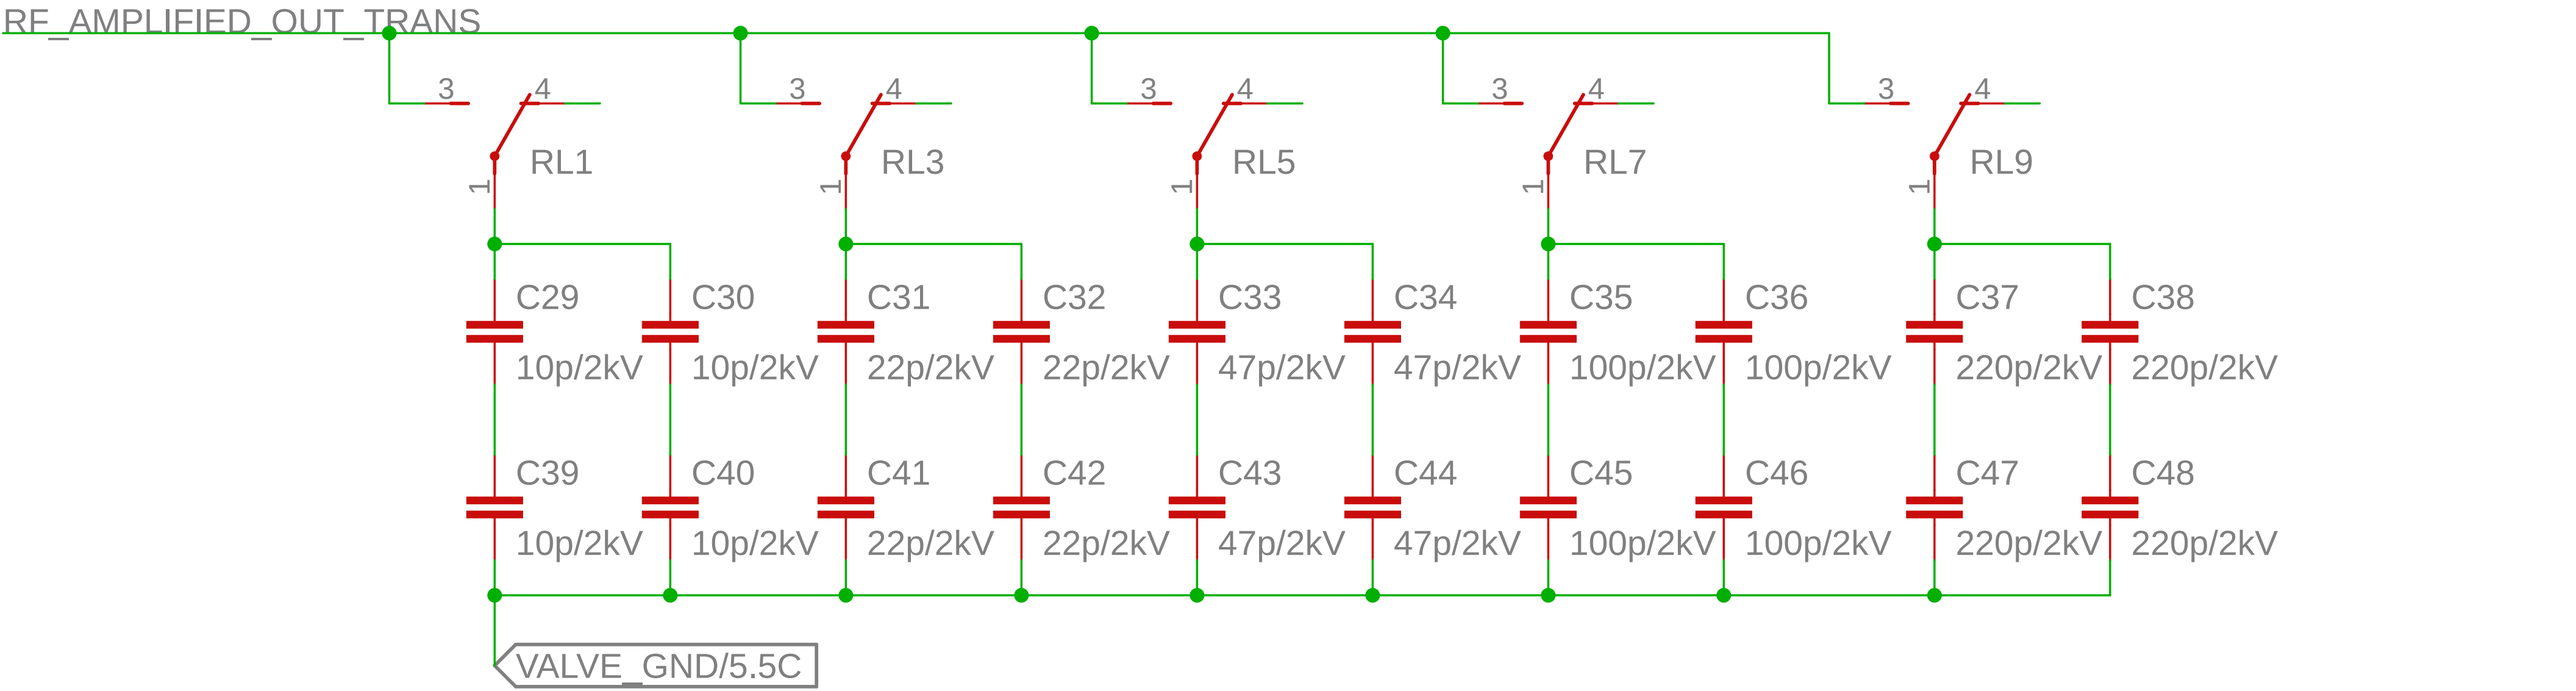 RF_AMPLIFIED_OUT_TRANS
3 4 3 4 3 4 3 4 3 4
RL1 RL3 RL5 RL7 RL9
1 1 1 1 1
C29 C30 C31 C32 C33 C34 C35 C36 C37 C38
10p/2kV 10p/2kV 22p/2kV 22p/2kV 47p/2kV 47p/2kV 100p/2kV 100p/2kV 220p/2kV 220p/2kV
C39 C40 C41 C42 C43 C44 C45 C46 C47 C48
10p/2kV 10p/2kV 22p/2kV 22p/2kV 47p/2kV 47p/2kV 100p/2kV 100p/2kV 220p/2kV 220p/2kV
VALVE_GND/5.5C